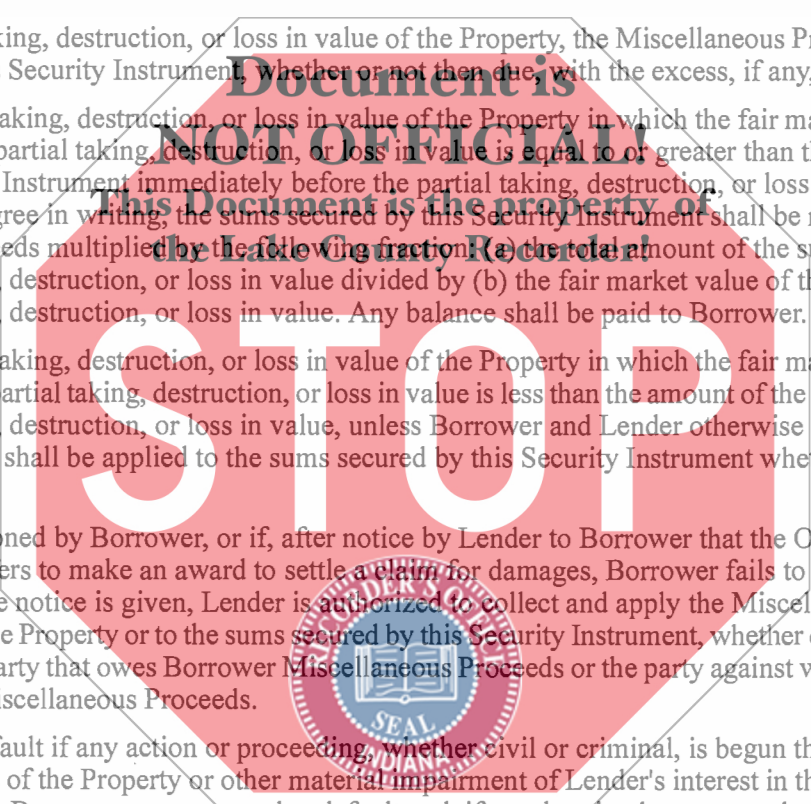 king, destruction, or loss in value of the Property, the Miscellaneous Pr
Security Instrument, whether or not then due, with the excess, if any,
Document is
aking, destruction, or loss in value of the Property in which the fair ma
NOT OFFICIAL!
partial taking, destruction, or loss in value is equal to or greater than th
Instrument immediately before the partial taking, destruction, or loss
This Document is the property of
gree in writing, the sums secured by this Security Instrument shall be r
the Lake County Recorder!
eds multiplied by the following fraction: (a) the total amount of the s
destruction, or loss in value divided by (b) the fair market value of th
destruction, or loss in value. Any balance shall be paid to Borrower.
STOP
aking, destruction, or loss in value of the Property in which the fair ma
artial taking, destruction, or loss in value is less than the amount of the
destruction, or loss in value, unless Borrower and Lender otherwise
shall be applied to the sums secured by this Security Instrument whet
ned by Borrower, or if, after notice by Lender to Borrower that the O
ers to make an award to settle a claim for damages, Borrower fails to
e notice is given, Lender is authorized to collect and apply the Miscel
e Property or to the sums secured by this Security Instrument, whether
arty that owes Borrower Miscellaneous Proceeds or the party against w
iscellaneous Proceeds.
SEAL
INDIANA
fault if any action or proceeding, whether civil or criminal, is begun th
of the Property or other material impairment of Lender's interest in th